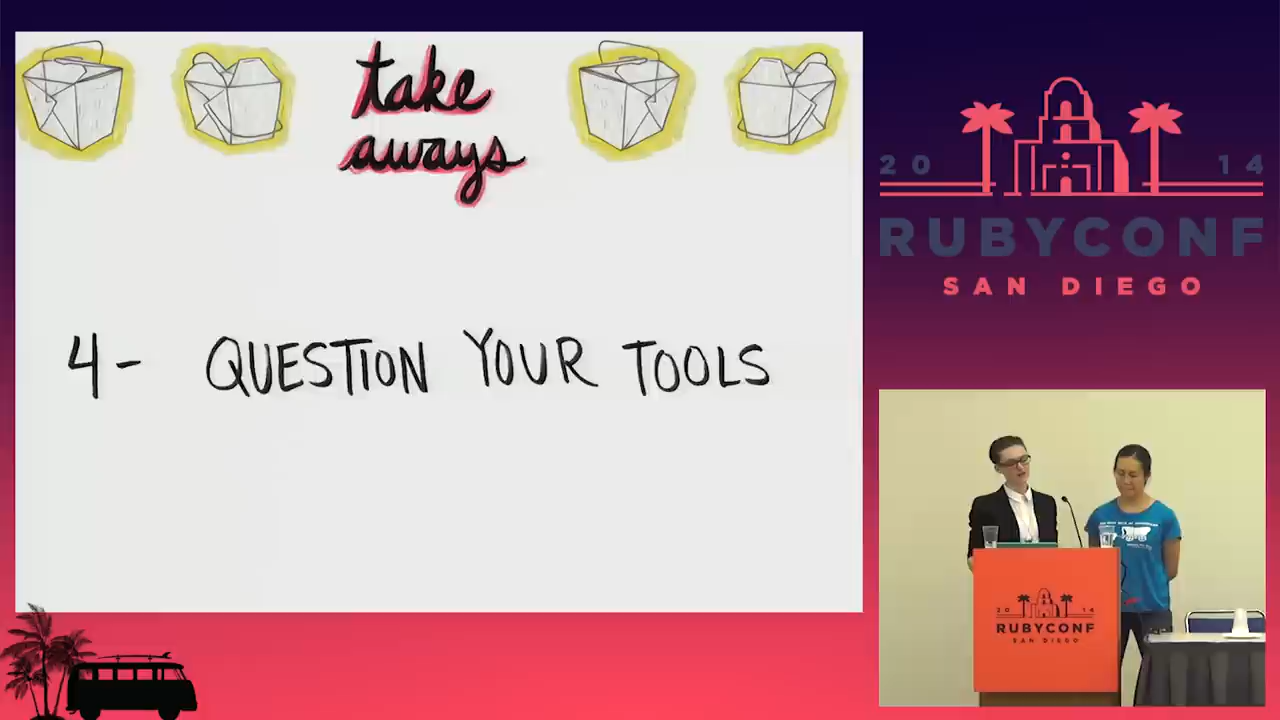 take
aways
4- QUESTION YOUR TOOLS
20 14
RUBYCONF
SAN DIEGO
20 14
RUBYCONF
SAN DIEGO